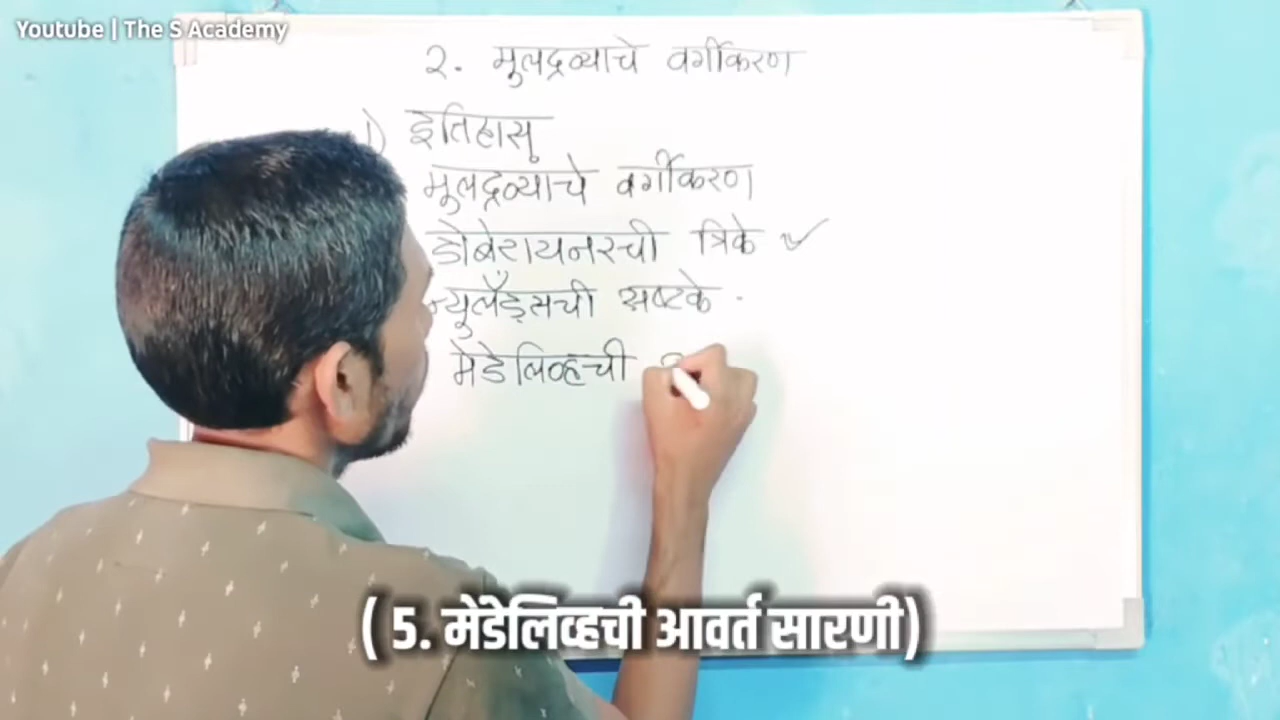 Youtube | The S Academy
२. मुलद्रव्याचे वर्गीकरण
1) इतिहास
मुलद्रव्याचे वर्गीकरण
डोबेरायनरची त्रिके
न्युलँड्सची अष्टके
मेडेलिव्हची
( 5. मेंडेलिव्हची आवर्त सारणी)